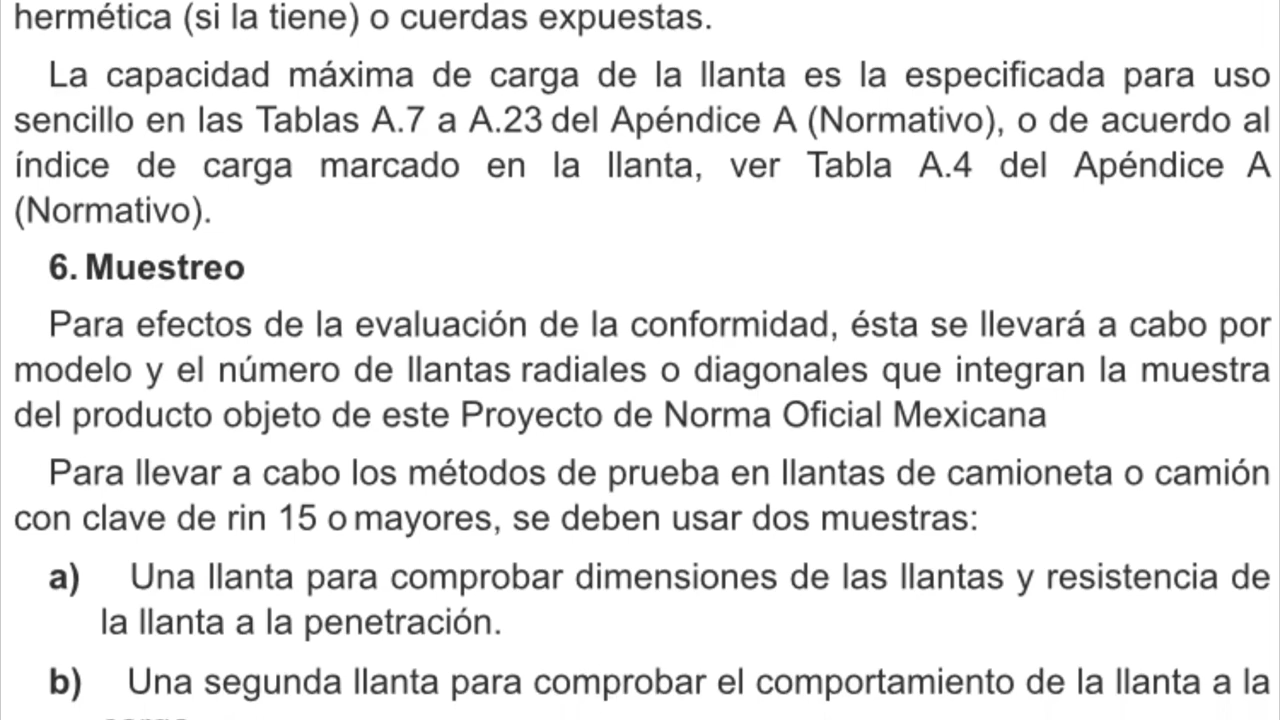 hermética (si la tiene) o cuerdas expuestas.
La capacidad máxima de carga de la llanta es la especificada para uso
sencillo en las Tablas A.7 a A.23 del Apéndice A (Normativo), o de acuerdo al
índice de carga marcado en la llanta, ver Tabla A.4 del Apéndice A
(Normativo).
6. Muestreo
Para efectos de la evaluación de la conformidad, ésta se llevará a cabo por
modelo y el número de llantas radiales o diagonales que integran la muestra
del producto objeto de este Proyecto de Norma Oficial Mexicana
Para llevar a cabo los métodos de prueba en llantas de camioneta o camión
con clave de rin 15 o mayores, se deben usar dos muestras:
a) Una llanta para comprobar dimensiones de las llantas y resistencia de
la llanta a la penetración.
b) Una segunda llanta para comprobar el comportamiento de la llanta a la